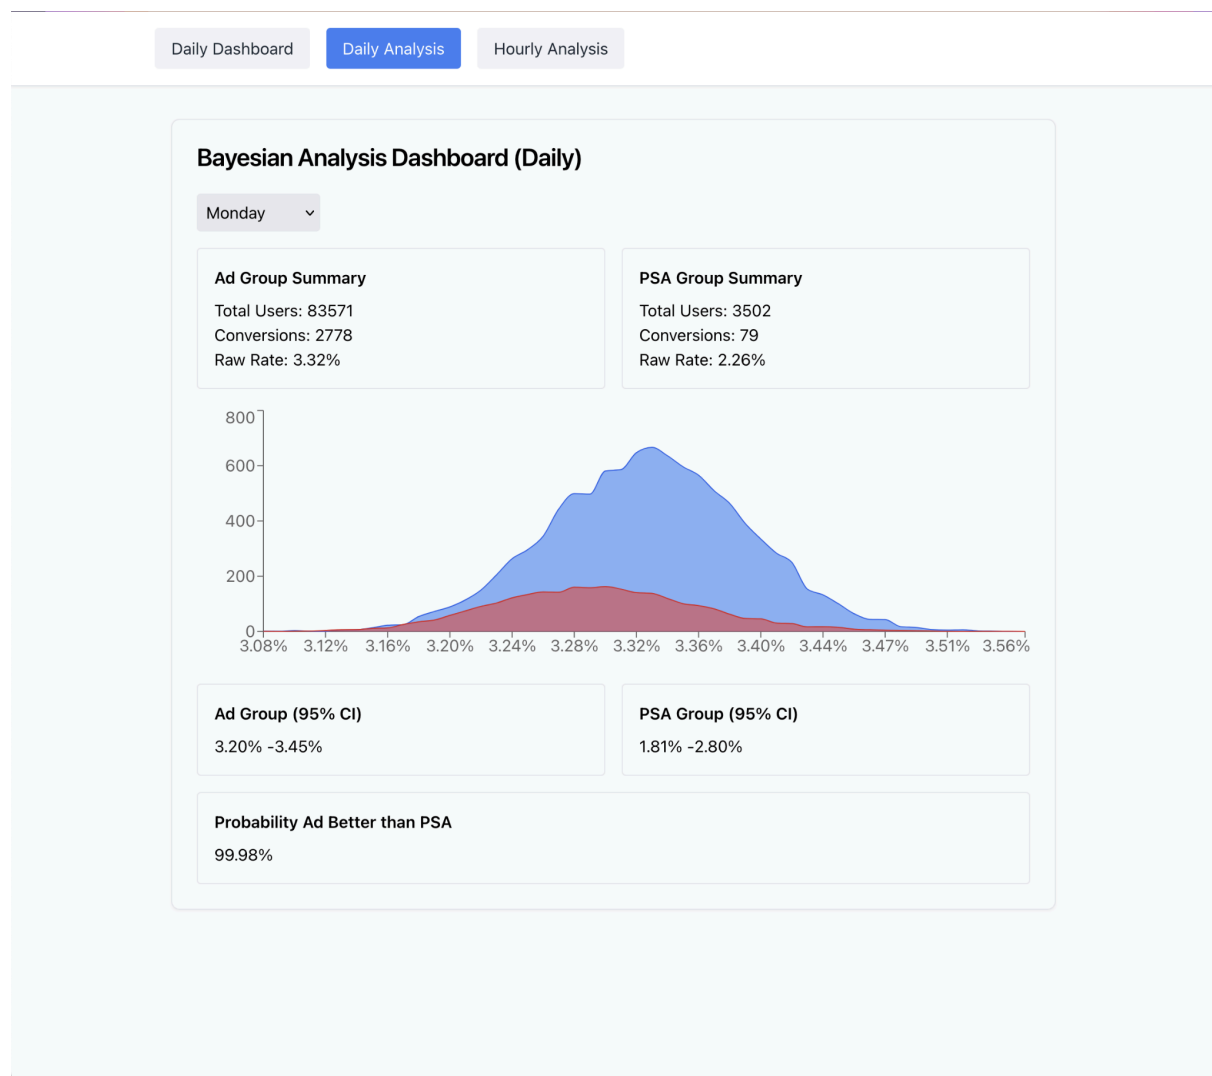 Daily Dashboard
Daily Analysis
Hourly Analysis
Bayesian Analysis Dashboard (Daily)
Monday
Ad Group Summary
Total Users: 83571
Conversions: 2778
Raw Rate: 3.32%
PSA Group Summary
Total Users: 3502
Conversions: 79
Raw Rate: 2.26%
800
600
400
200
0
3.08% 3.12% 3.16% 3.20% 3.24% 3.28% 3.32% 3.36% 3.40% 3.44% 3.47% 3.51% 3.56%
Ad Group (95% CI)
3.20% -3.45%
PSA Group (95% CI)
1.81% -2.80%
Probability Ad Better than PSA
99.98%